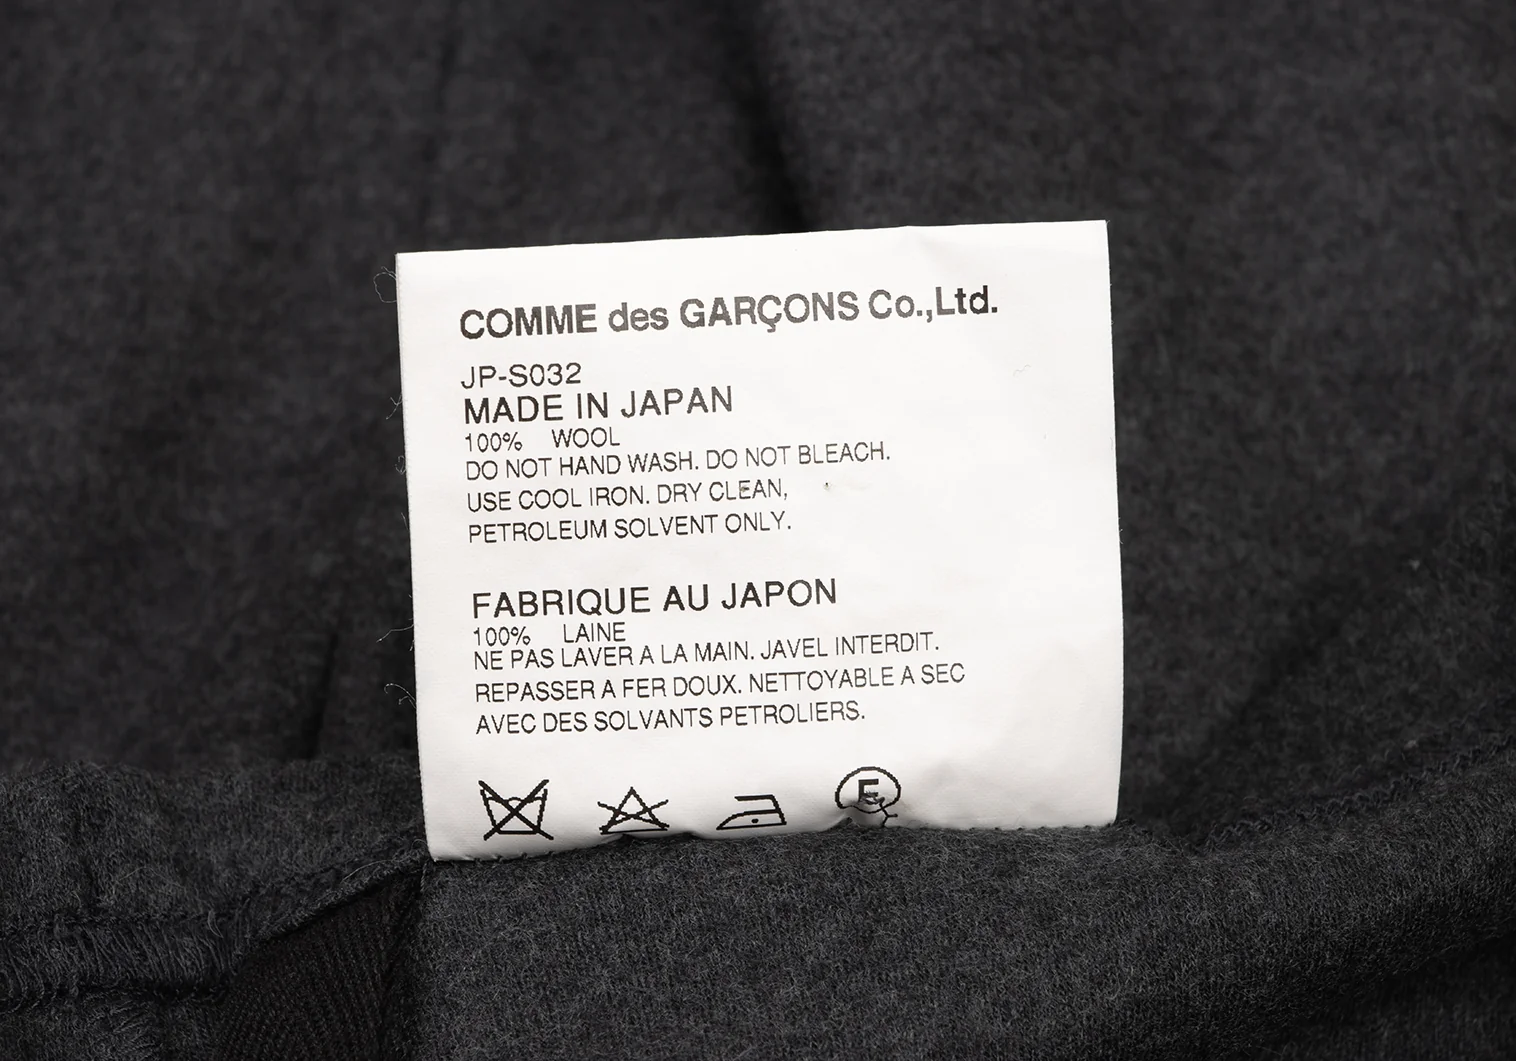 COMME des GARÇONS Co.,Ltd.
JP-S032
MADE IN JAPAN
100% WOOL
DO NOT HAND WASH. DO NOT BLEACH.
USE COOL IRON. DRY CLEAN,
PETROLEUM SOLVENT ONLY.
FABRIQUE AU JAPON
100% LAINE
NE PAS LAVER A LA MAIN. JAVEL INTERDIT.
REPASSER A FER DOUX. NETTOYABLE A SEC
AVEC DES SOLVANTS PETROLIERS.